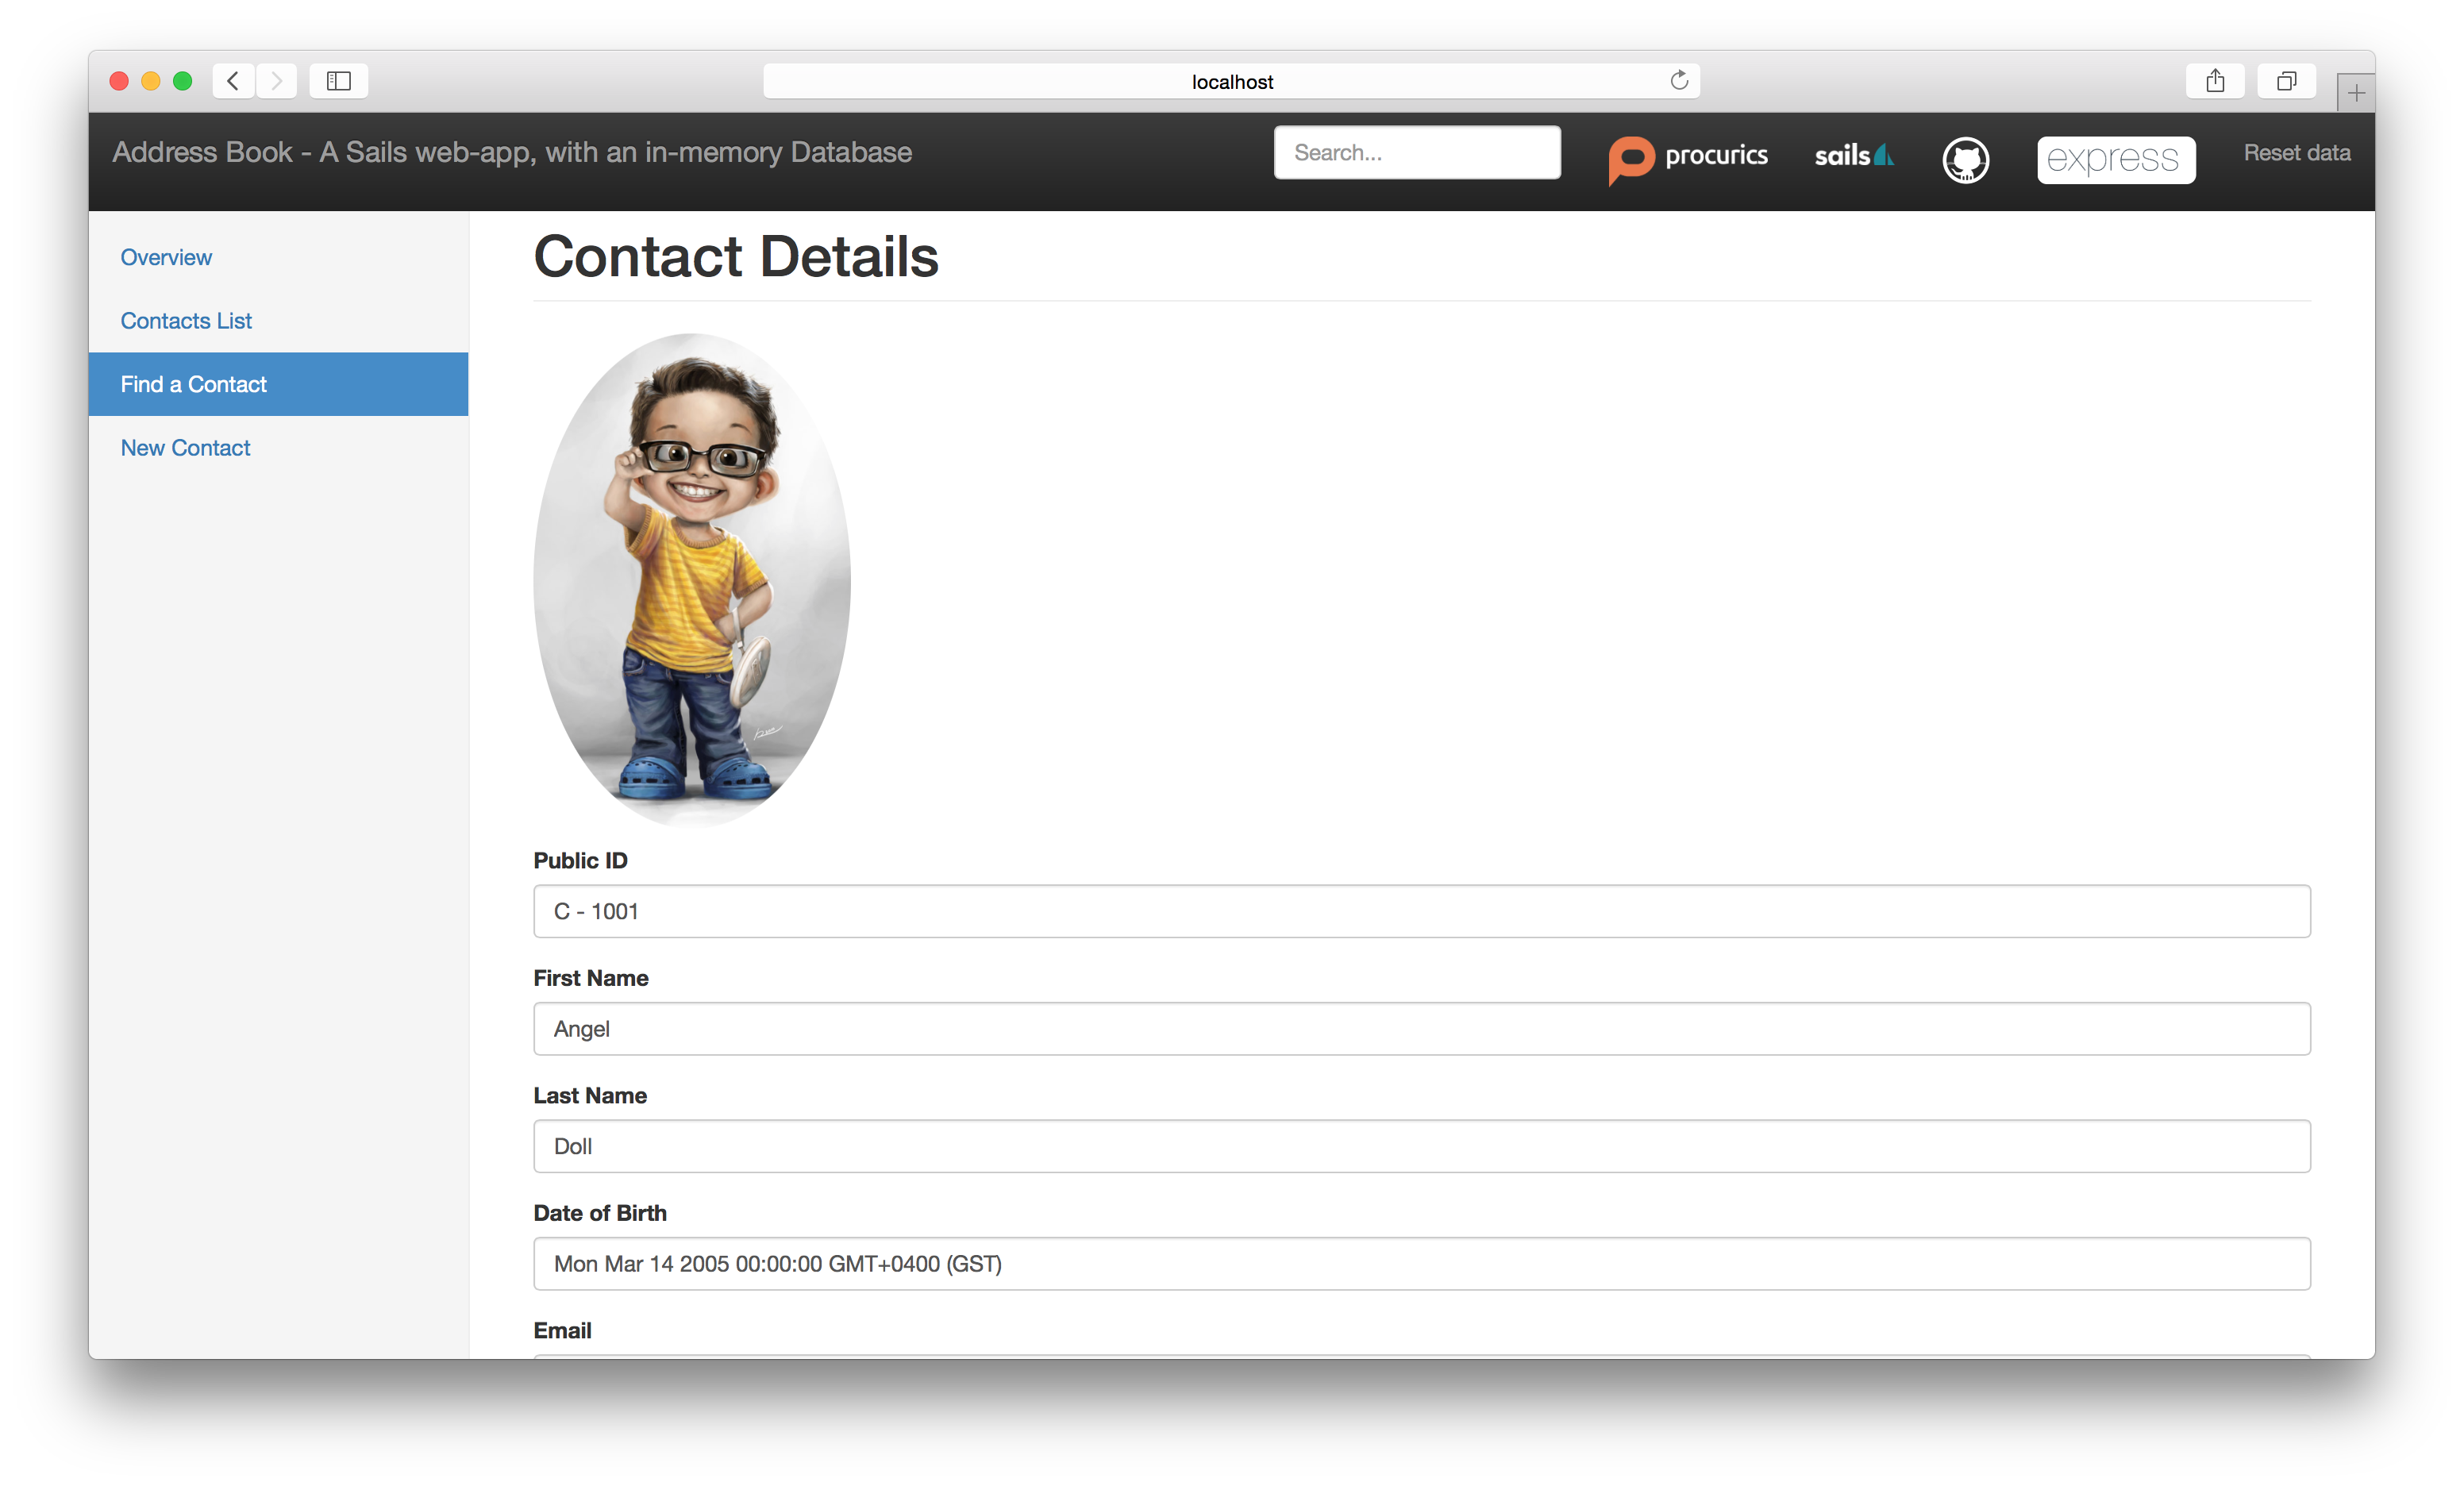 localhost
Address Book - A Sails web-app, with an in-memory Database
Search...
procurics
sails
express
Reset data
Overview
Contacts List
Find a Contact
New Contact
Contact Details
Public ID
C - 1001
First Name
Angel
Last Name
Doll
Date of Birth
Mon Mar 14 2005 00:00:00 GMT+0400 (GST)
Email